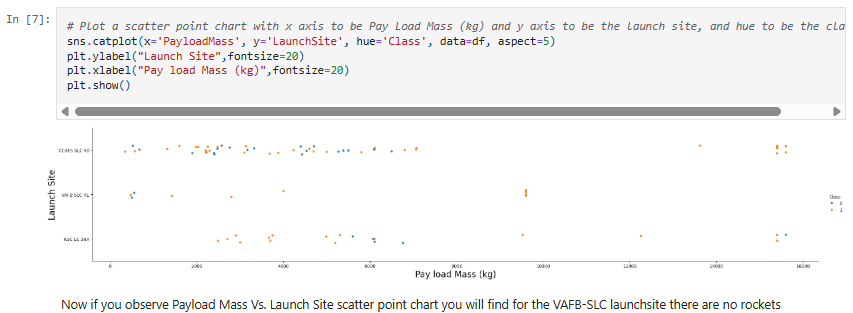 In [7]:
# Plot a scatter point chart with x axis to be Pay Load Mass (kg) and y axis to be the launch site, and hue to be the cla
sns.catplot(x='PayloadMass', y='LaunchSite', hue='Class', data=df, aspect=5)
plt.ylabel("Launch Site",fontsize=20)
plt.xlabel("Pay load Mass (kg)",fontsize=20)
plt.show()
Launch Site
CCAFS SLC 40
VAFB SLC 4E
KSC LC 39A
Class
0
1
0 2000 4000 6000 8000 10000 12000 14000 16000
Pay load Mass (kg)
Now if you observe Payload Mass Vs. Launch Site scatter point chart you will find for the VAFB-SLC launchsite there are no rockets